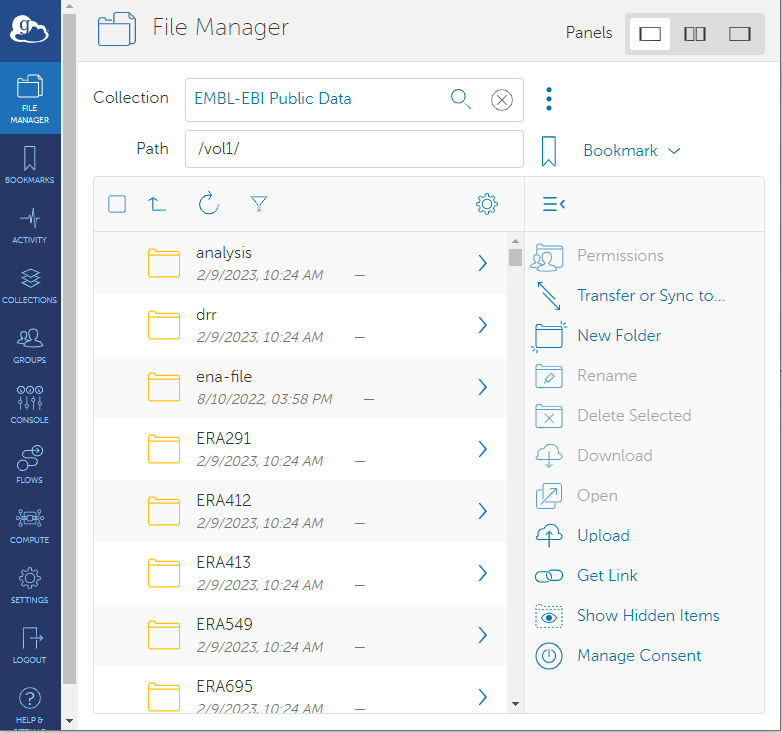 g
File Manager
Panels
FILE
MANAGER
BOOKMARKS
ACTIVITY
COLLECTIONS
GROUPS
CONSOLE
FLOWS
COMPUTE
SETTINGS
LOGOUT
HELP &
Collection
EMBL-EBI Public Data
Path
/vol1/
Bookmark
analysis
2/9/2023, 10:24 AM —
drr
2/9/2023, 10:24 AM —
ena-file
8/10/2022, 03:58 PM —
ERA291
2/9/2023, 10:24 AM —
ERA412
2/9/2023, 10:24 AM —
ERA413
2/9/2023, 10:24 AM —
ERA549
2/9/2023, 10:24 AM —
ERA695
2/9/2023, 10:24 AM —
Permissions
Transfer or Sync to...
New Folder
Rename
Delete Selected
Download
Open
Upload
Get Link
Show Hidden Items
Manage Consent